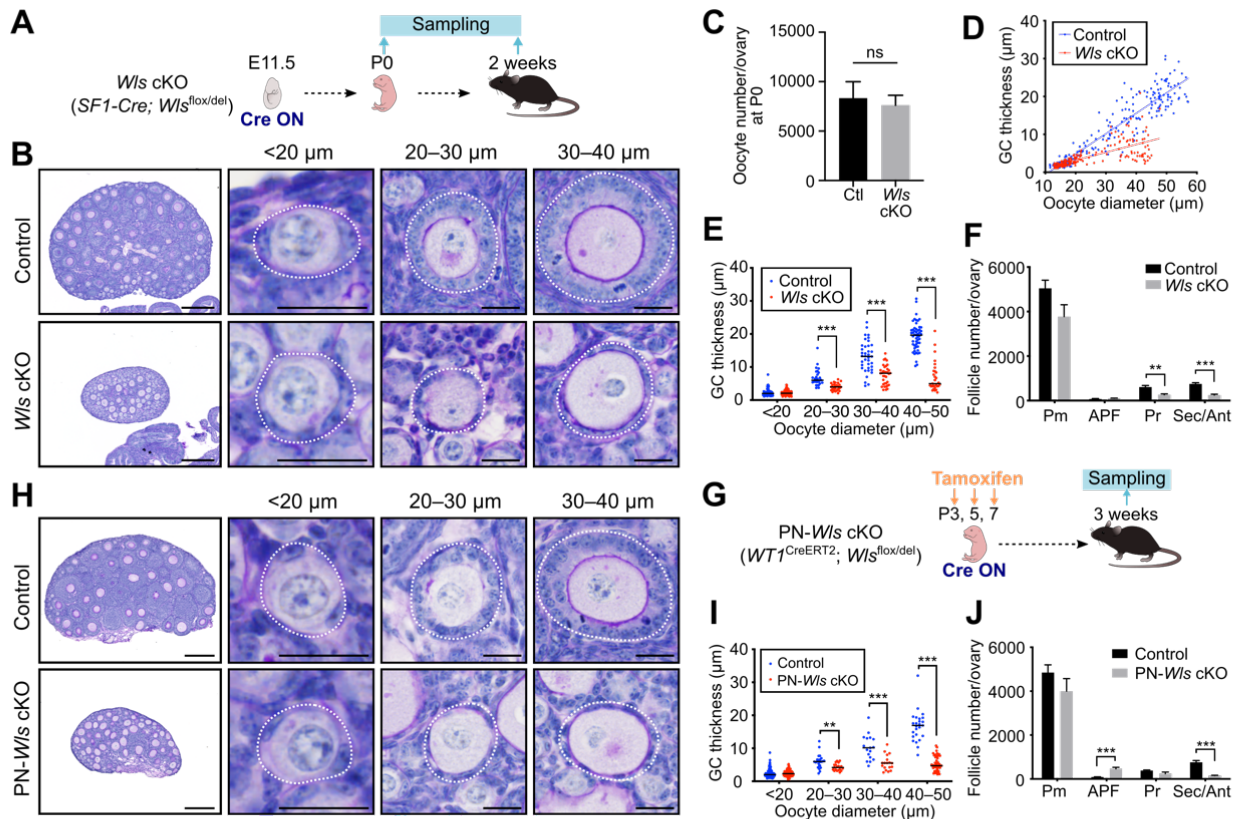 A
Sampling
E11.5
P0
2 weeks
Wls cKO
(SF1-Cre; Wlsflox/del)
Cre ON
B
<20 μm
20–30 μm
30–40 μm
Control
Wls cKO
C
ns
Oocyte number/ovary
at P0
15000
10000
5000
0
Ctl
Wls
cKO
D
Control
Wls cKO
GC thickness (μm)
40
30
20
10
0
10 20 30 40 50 60
Oocyte diameter (μm)
E
Control
Wls cKO
***
***
***
GC thickness (μm)
40
30
20
10
0
<20
20–30
30–40
40–50
Oocyte diameter (μm)
F
Control
Wls cKO
**
***
Follicle number/ovary
6000
4000
2000
0
Pm
APF
Pr
Sec/Ant
G
Tamoxifen
P3, 5, 7
Sampling
3 weeks
PN-Wls cKO
(WT1CreERT2; Wlsflox/del)
Cre ON
H
<20 μm
20–30 μm
30–40 μm
Control
PN-Wls cKO
I
Control
PN-Wls cKO
**
***
***
GC thickness (μm)
40
30
20
10
0
<20
20–30
30–40
40–50
Oocyte diameter (μm)
J
Control
PN-Wls cKO
***
***
Follicle number/ovary
6000
4000
2000
0
Pm
APF
Pr
Sec/Ant